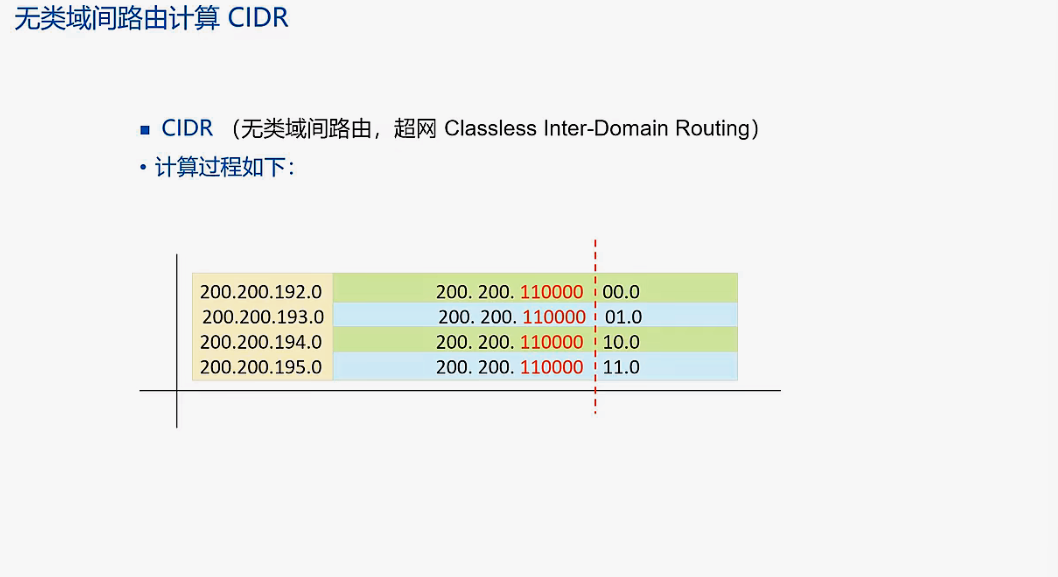 无类域间路由计算 CIDR
■ CIDR （无类域间路由，超网 Classless Inter-Domain Routing）
• 计算过程如下：
200.200.192.0 200. 200. 110000 00.0
200.200.193.0 200. 200. 110000 01.0
200.200.194.0 200. 200. 110000 10.0
200.200.195.0 200. 200. 110000 11.0